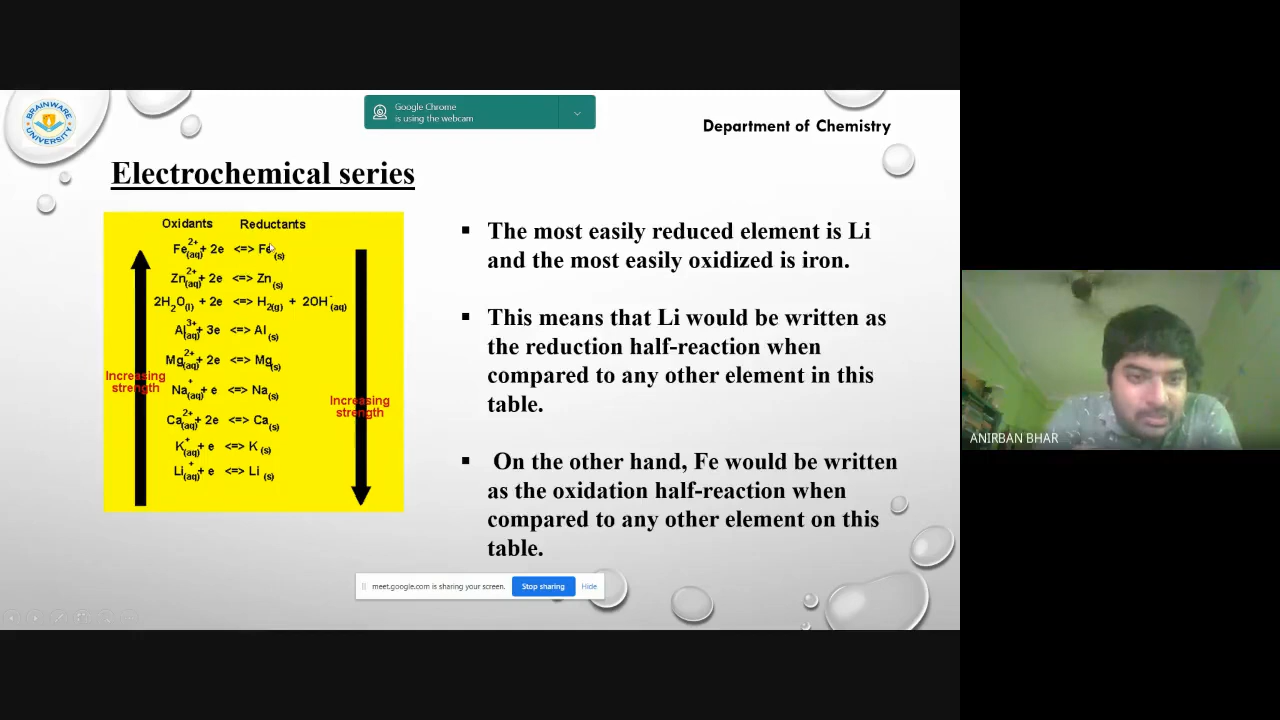 BRAINWARE UNIVERSITY
Google Chrome
is using the webcam
Department of Chemistry
Electrochemical series
Oxidants Reductants
Fe2+(aq) + 2e <=> Fe(s)
Zn2+(aq) + 2e <=> Zn(s)
2H2O(l) + 2e <=> H2(g) + 2OH-(aq)
Al3+(aq) + 3e <=> Al(s)
Mg2+(aq) + 2e <=> Mg(s)
Na+(aq) + e <=> Na(s)
Ca2+(aq) + 2e <=> Ca(s)
K+(aq) + e <=> K(s)
Li+(aq) + e <=> Li(s)
Increasing
strength
Increasing
strength
▪ The most easily reduced element is Li
and the most easily oxidized is iron.
▪ This means that Li would be written as
the reduction half-reaction when
compared to any other element in this
table.
▪ On the other hand, Fe would be written
as the oxidation half-reaction when
compared to any other element on this
table.
meet.google.com is sharing your screen. Stop sharing Hide
ANIRBAN BHAR